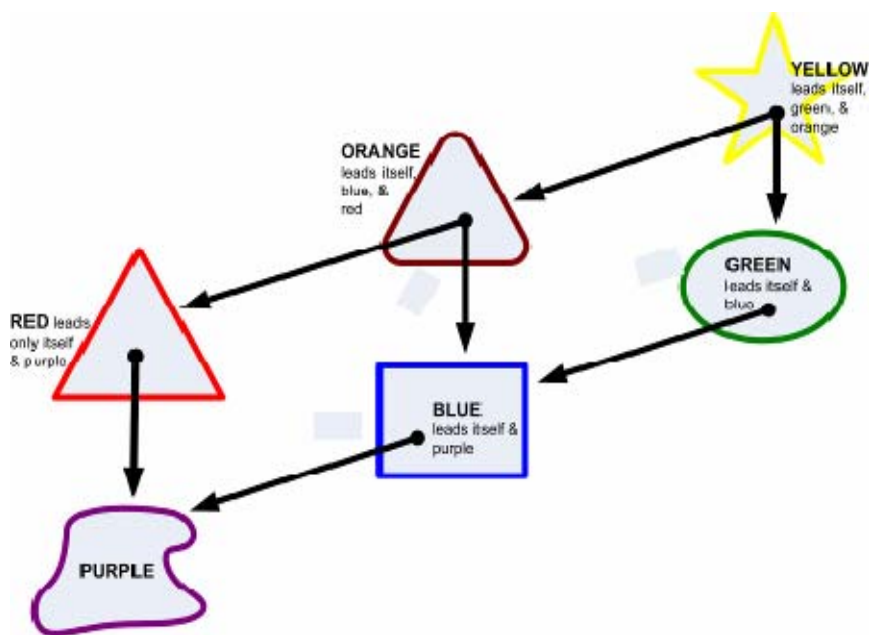 YELLOW
leads itself,
green, &
orange
ORANGE
leads itself,
blue, &
red
GREEN
leads itself &
blue
RED leads
only itself
& purple
BLUE
leads itself &
purple
PURPLE